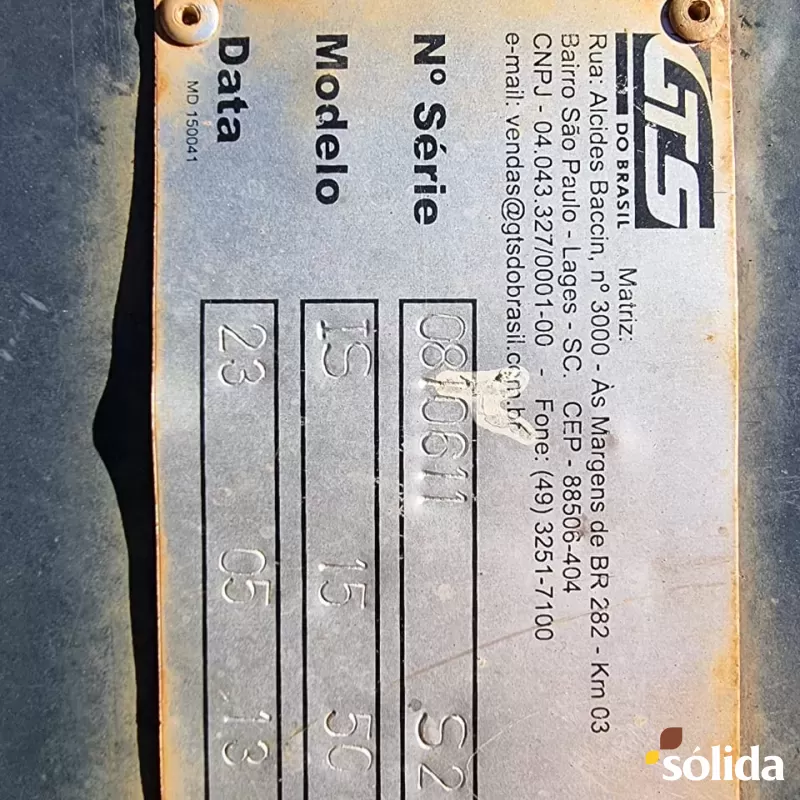 GTS
DO BRASIL
Matriz:
Rua: Alcides Baccin, nº 3000 - Às Margens de BR 282 - Km 03
Bairro São Paulo - Lages - SC. CEP - 88506-404
CNPJ - 04.043.327/0001-00 - Fone: (49) 3251-7100
e-mail: vendas@gtsdobrasil.com.br
Nº Série 0870611 S2
Modelo IS 15 50
Data 23 05 13
MD 150041
sólida